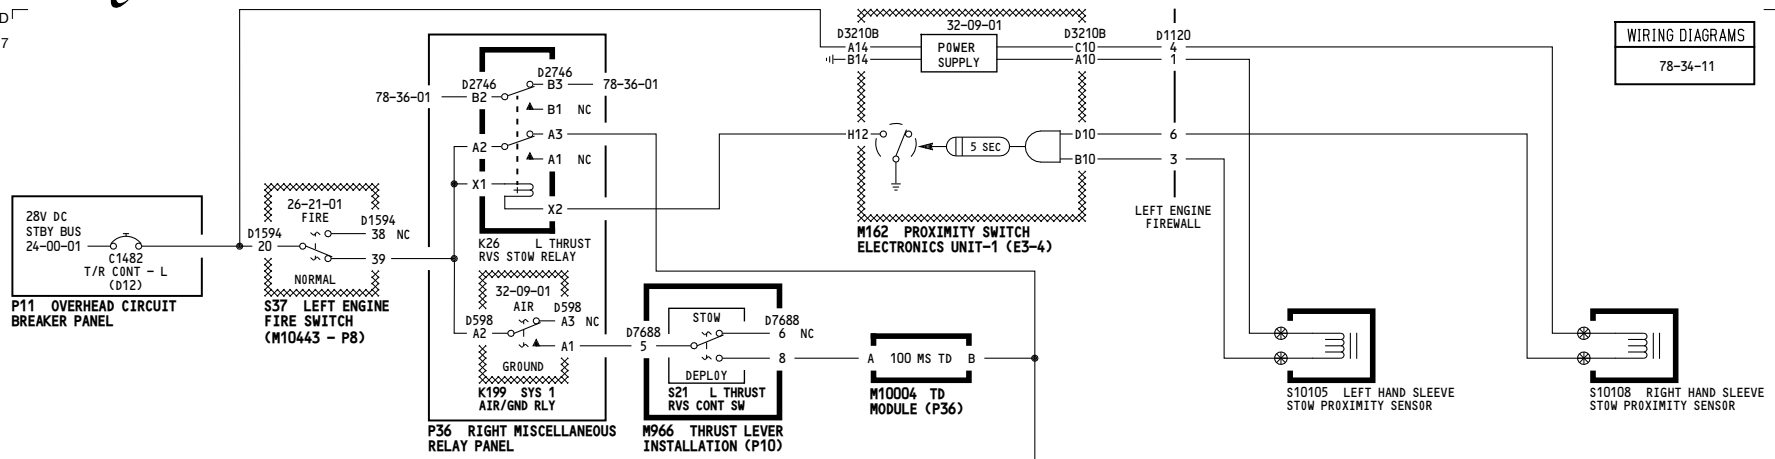 D
7
WIRING DIAGRAMS
78-34-11
32-09-01
D3210B
D3210B
D1120
A14
POWER
SUPPLY
C10
4
B14
A10
1
D2746
D2746
78-36-01
B2
B3
78-36-01
B1 NC
A3
A2
A1 NC
X1
X2
H12
5 SEC
D10
6
B10
3
LEFT ENGINE
FIREWALL
M162 PROXIMITY SWITCH
ELECTRONICS UNIT-1 (E3-4)
28V DC
STBY BUS
24-00-01
C1482
T/R CONT - L
(D12)
P11 OVERHEAD CIRCUIT
BREAKER PANEL
26-21-01
FIRE
D1594
D1594
20
38 NC
39
NORMAL
S37 LEFT ENGINE
FIRE SWITCH
(M10443 - P8)
K26 L THRUST
RVS STOW RELAY
32-09-01
AIR
D598
D598
A3 NC
A2
A1
GROUND
K199 SYS 1
AIR/GND RLY
P36 RIGHT MISCELLANEOUS
RELAY PANEL
D7688
5
STOW
D7688
6 NC
8
DEPLOY
S21 L THRUST
RVS CONT SW
M966 THRUST LEVER
INSTALLATION (P10)
A 100 MS TD B
M10004 TD
MODULE (P36)
S10105 LEFT HAND SLEEVE
STOW PROXIMITY SENSOR
S10108 RIGHT HAND SLEEVE
STOW PROXIMITY SENSOR